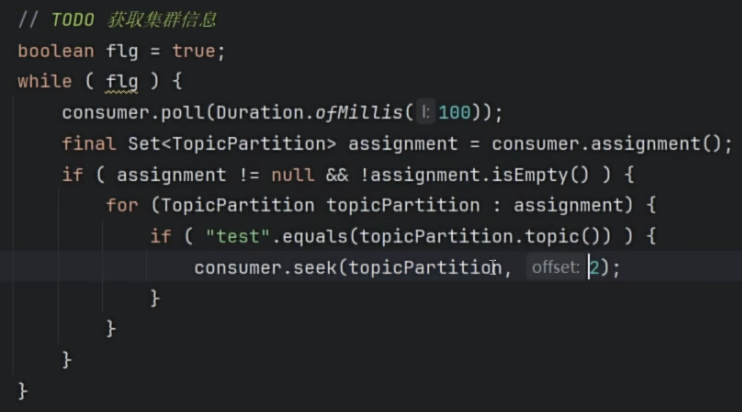 // TODO 获取集群信息
boolean flg = true;
while ( flg ) {
    consumer.poll(Duration.ofMillis( l: 100));
    final Set<TopicPartition> assignment = consumer.assignment();
    if ( assignment != null && !assignment.isEmpty() ) {
        for (TopicPartition topicPartition : assignment) {
            if ( "test".equals(topicPartition.topic()) ) {
                consumer.seek(topicPartition, offset: 2);
            }
        }
    }
}